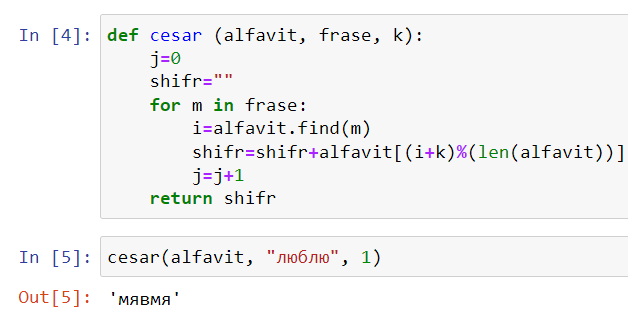 In [4]: def cesar (alfavit, frase, k):
    j=0
    shifr=""
    for m in frase:
        i=alfavit.find(m)
        shifr=shifr+alfavit[(i+k)%(len(alfavit))]
        j=j+1
    return shifr
In [5]: cesar(alfavit, "люблю", 1)
Out[5]: 'мявмя'